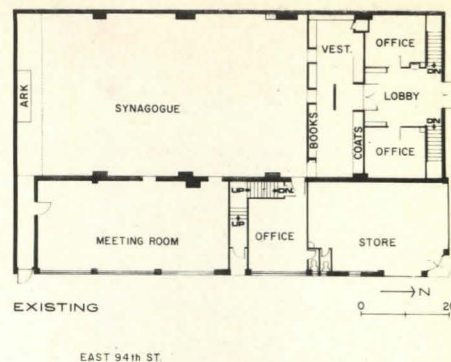 OFFICE
VEST.
ARK
LOBBY
DN
SYNAGOGUE
BOOKS
COATS
DN
OFFICE
UP
DN
UP
MEETING ROOM
OFFICE
STORE
N
EXISTING
0 20
EAST 94th ST.